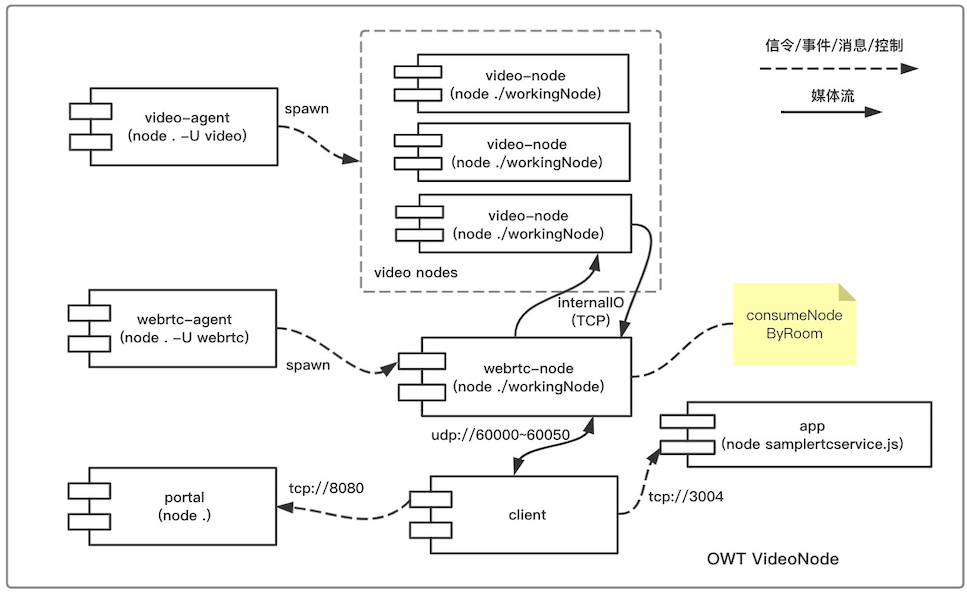 信令/事件/消息/控制
媒体流
video-agent
(node . -U video)
spawn
video-node
(node ./workingNode)
video-node
(node ./workingNode)
video-node
(node ./workingNode)
video nodes
internalIO
(TCP)
webrtc-agent
(node . -U webrtc)
spawn
webrtc-node
(node ./workingNode)
consumeNode
ByRoom
udp://60000~60050
app
(node samplertcservice.js)
portal
(node .)
tcp://8080
client
tcp://3004
OWT VideoNode